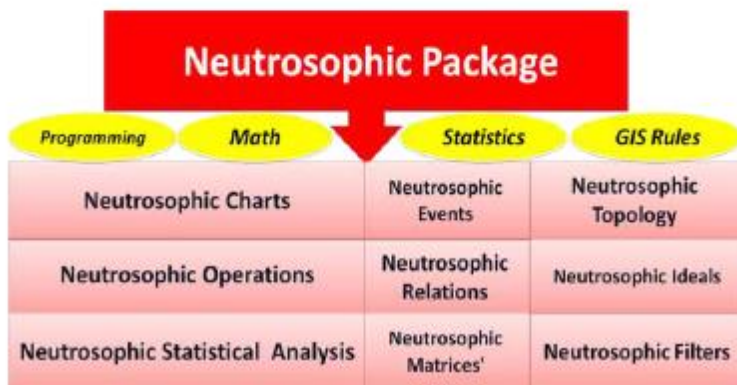 Neutrosophic Package
Programming
Math
Statistics
GIS Rules
Neutrosophic Charts
Neutrosophic
Events
Neutrosophic
Topology
Neutrosophic Operations
Neutrosophic
Relations
Neutrosophic Ideals
Neutrosophic Statistical Analysis
Neutrosophic
Matrices'
Neutrosophic Filters